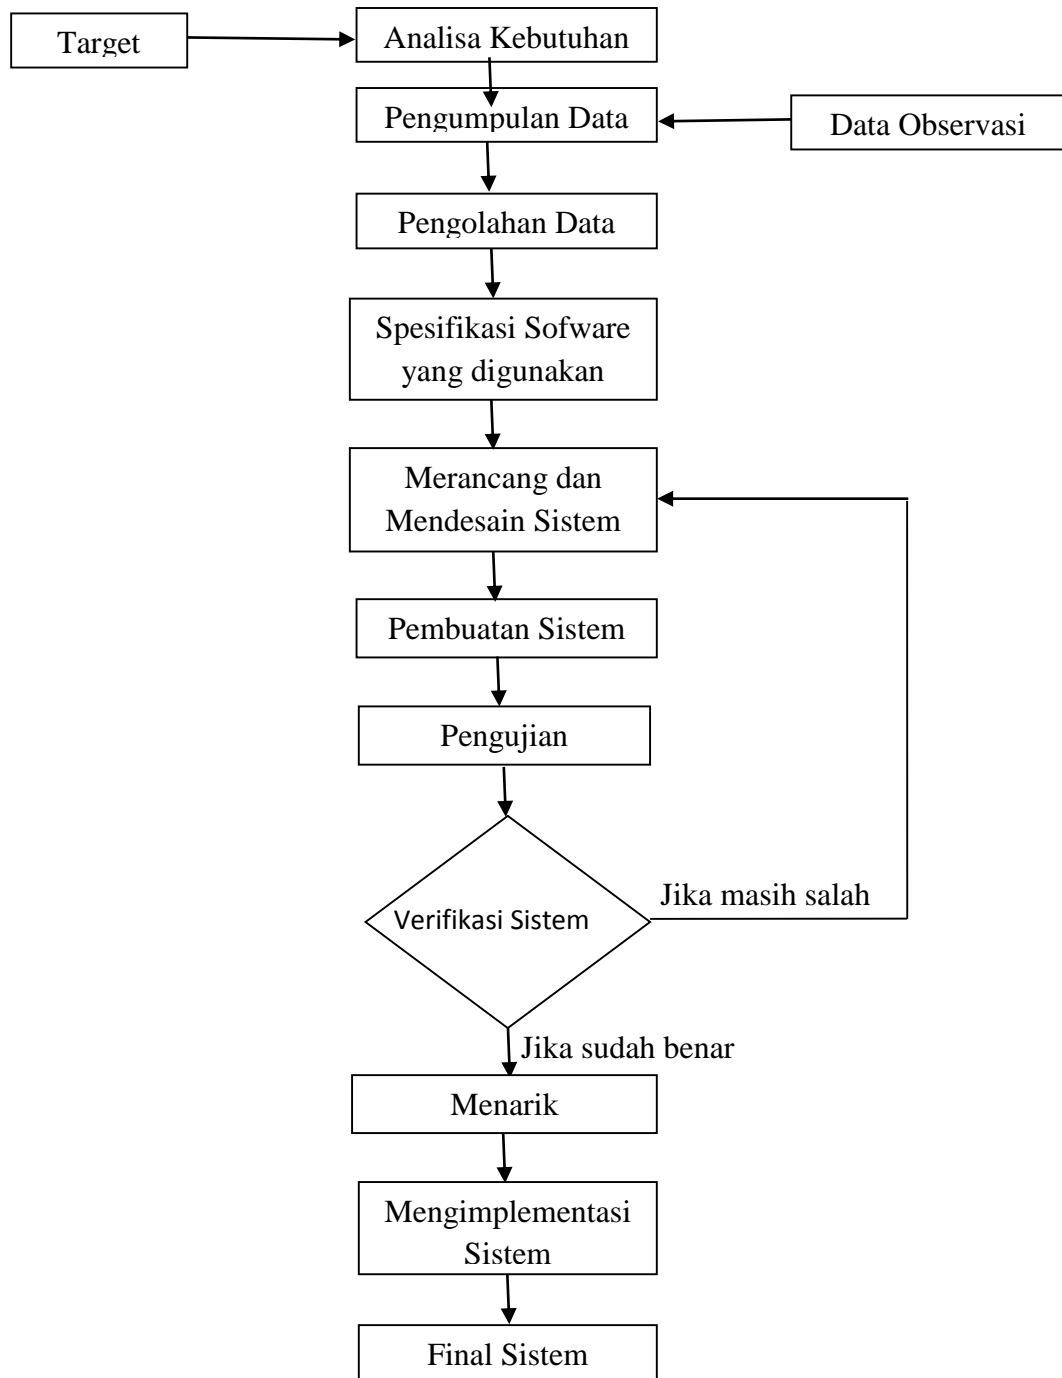 Target
Analisa Kebutuhan
Pengumpulan Data
Data Observasi
Pengolahan Data
Spesifikasi Sofware
yang digunakan
Merancang dan
Mendesain Sistem
Pembuatan Sistem
Pengujian
Verifikasi Sistem
Jika masih salah
Jika sudah benar
Menarik
Mengimplementasi
Sistem
Final Sistem